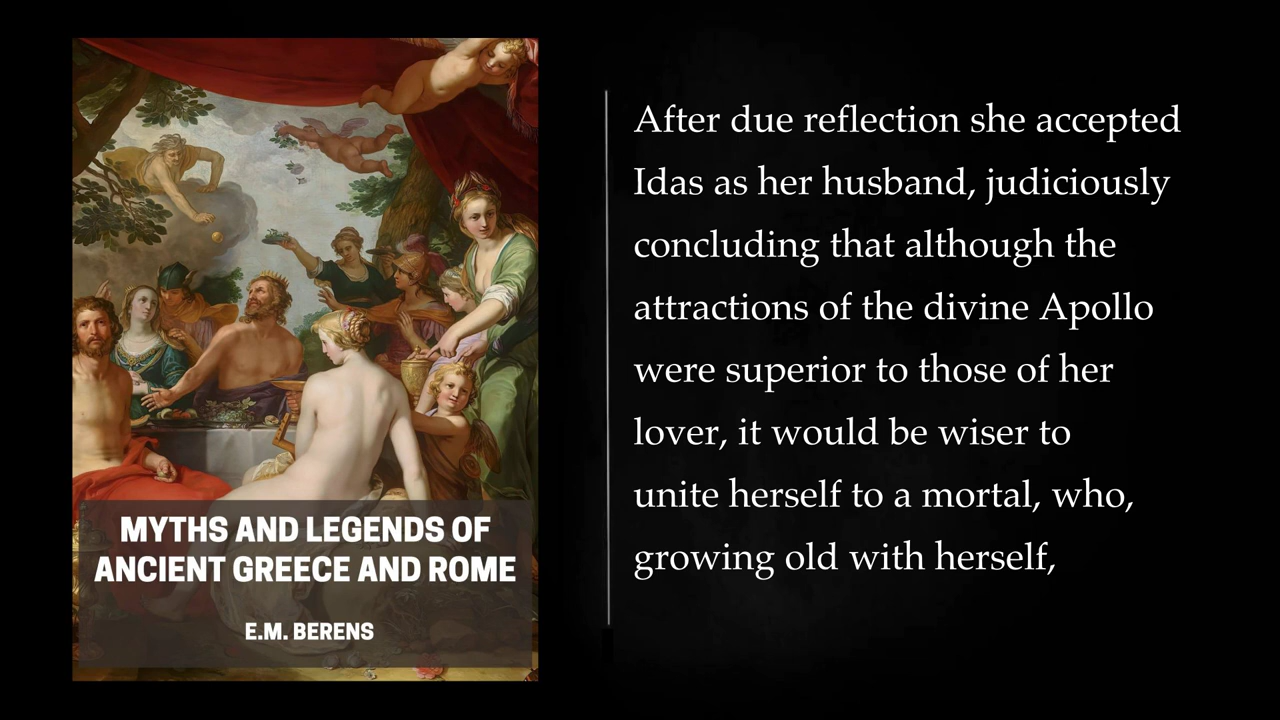 MYTHS AND LEGENDS OF
ANCIENT GREECE AND ROME
E.M. BERENS
After due reflection she accepted
Idas as her husband, judiciously
concluding that although the
attractions of the divine Apollo
were superior to those of her
lover, it would be wiser to
unite herself to a mortal, who,
growing old with herself,